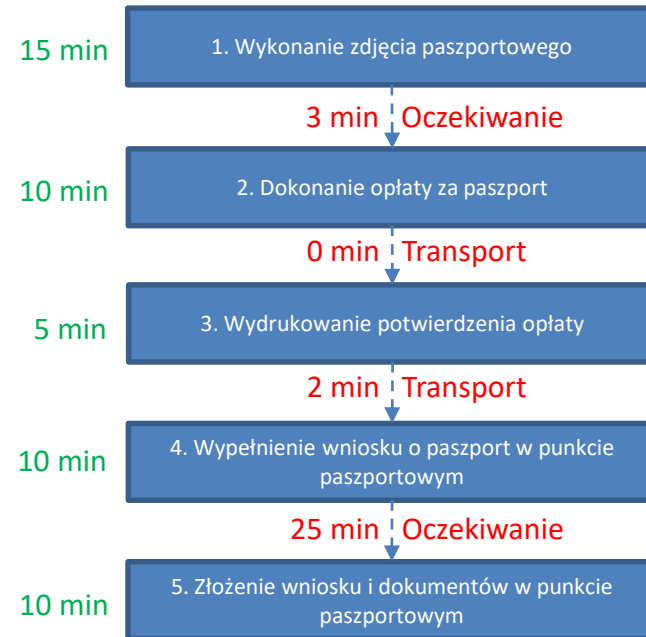 15 min
1. Wykonanie zdjęcia paszportowego
3 min Oczekiwanie
10 min
2. Dokonanie opłaty za paszport
0 min Transport
5 min
3. Wydrukowanie potwierdzenia opłaty
2 min Transport
10 min
4. Wypełnienie wniosku o paszport w punkcie
paszportowym
25 min Oczekiwanie
10 min
5. Złożenie wniosku i dokumentów w punkcie
paszportowym